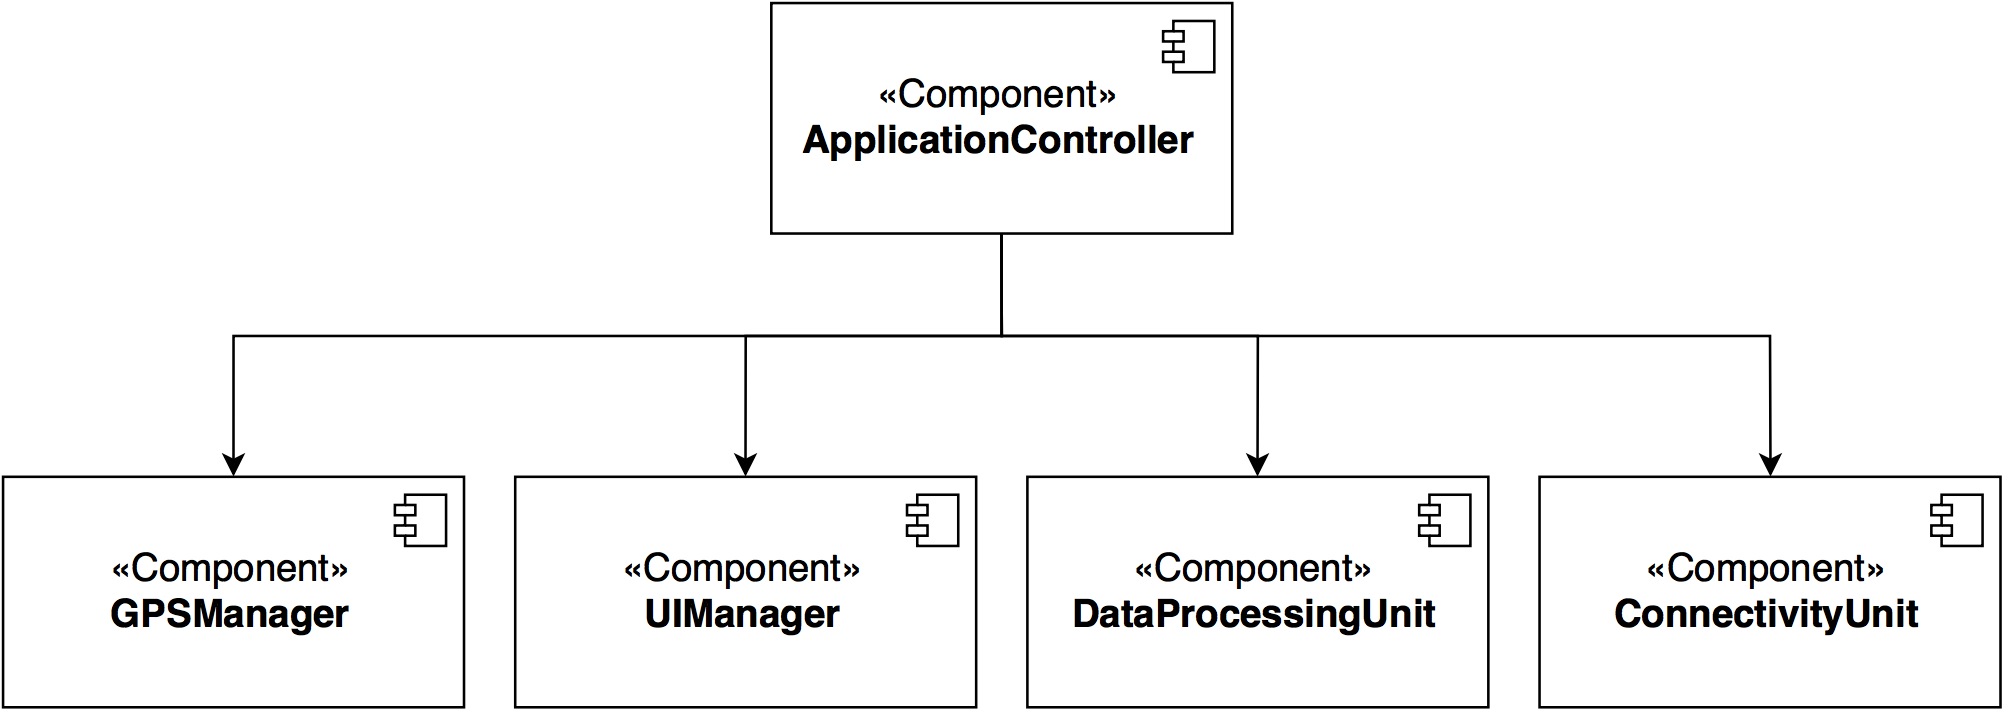 «Component»
ApplicationController
«Component»
GPSManager
«Component»
UIManager
«Component»
DataProcessingUnit
«Component»
ConnectivityUnit